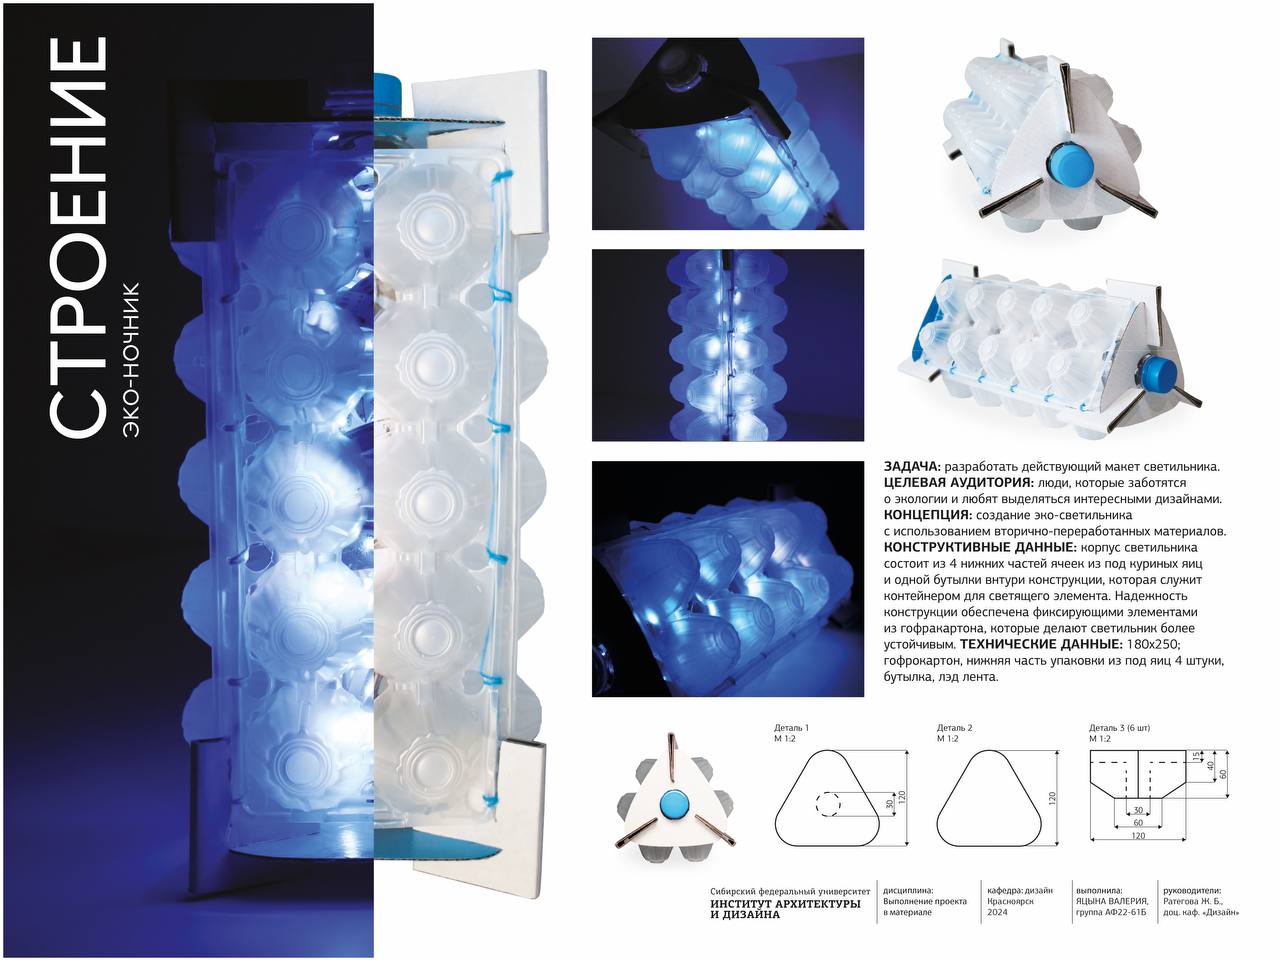 СТРОЕНИЕ
ЭКО-НОЧНИК
ЗАДАЧА: разработать действующий макет светильника.
ЦЕЛЕВАЯ АУДИТОРИЯ: люди, которые заботятся
о экологии и любят выделяться интересными дизайнами.
КОНЦЕПЦИЯ: создание эко-светильника
с использованием вторично-переработанных материалов.
КОНСТРУКТИВНЫЕ ДАННЫЕ: корпус светильника
состоит из 4 нижних частей ячеек из под куриных яиц
и одной бутылки внтури конструкции, которая служит
контейнером для светящего элемента. Надежность
конструкции обеспечена фиксирующими элементами
из гофракартона, которые делают светильник более
устойчивым. ТЕХНИЧЕСКИЕ ДАННЫЕ: 180х250;
гофрокартон, нижняя часть упаковки из под яиц 4 штуки,
бутылка, лэд лента.
Деталь 1
М 1:2
30
120
Деталь 2
М 1:2
120
Деталь 3 (6 шт)
М 1:2
15
40
60
30
60
120
Сибирский федеральный университет
ИНСТИТУТ АРХИТЕКТУРЫ
И ДИЗАЙНА
дисциплина:
Выполнение проекта
в материале
кафедра: дизайн
Красноярск
2024
выполнила:
ЯЦЫНА ВАЛЕРИЯ,
группа АФ22-61Б
руководители:
Ратегова Ж. Б.,
доц. каф. «Дизайн»